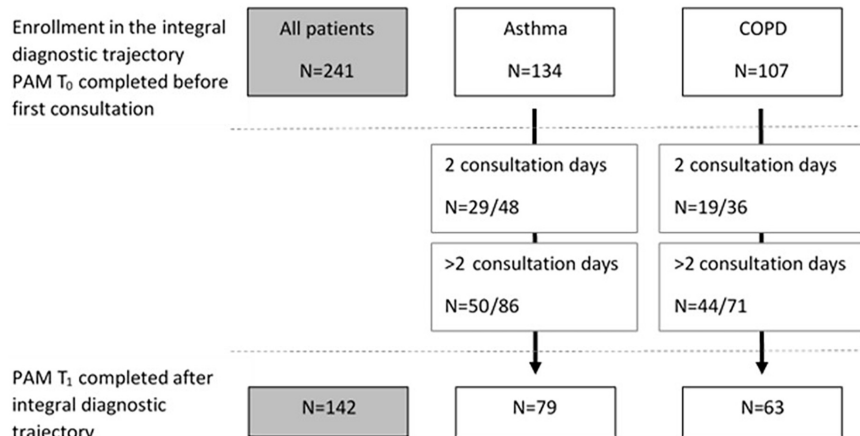 Enrollment in the integral
diagnostic trajectory
PAM T₀ completed before
first consultation
All patients
N=241
Asthma
N=134
COPD
N=107
2 consultation days
N=29/48
2 consultation days
N=19/36
>2 consultation days
N=50/86
>2 consultation days
N=44/71
PAM T₁ completed after
integral diagnostic
trajectory
N=142
N=79
N=63